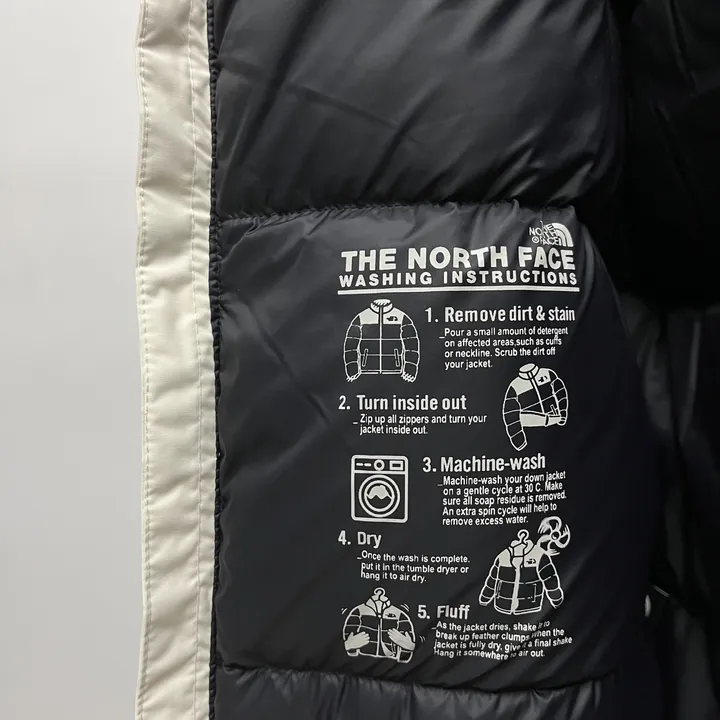 THE
NORTH
FACE
THE NORTH FACE
WASHING INSTRUCTIONS
1. Remove dirt & stain
_Pour a small amount of detergent
on affected areas,such as cuffs
or neckline. Scrub the dirt off
your jacket.
2. Turn inside out
_Zip up all zippers and turn your
jacket inside out.
3. Machine-wash
_Machine-wash your down jacket
on a gentle cycle at 30 C. Make
sure all soap residue is removed.
An extra spin cycle will help to
remove excess water.
4. Dry
_Once the wash is complete.
put it in the tumble dryer or
hang it to air dry.
5. Fluff
_As the jacket dries, shake it to
break up feather clumps when the
jacket is fully dry, give it a final shake
Hang it somewhere to air out.